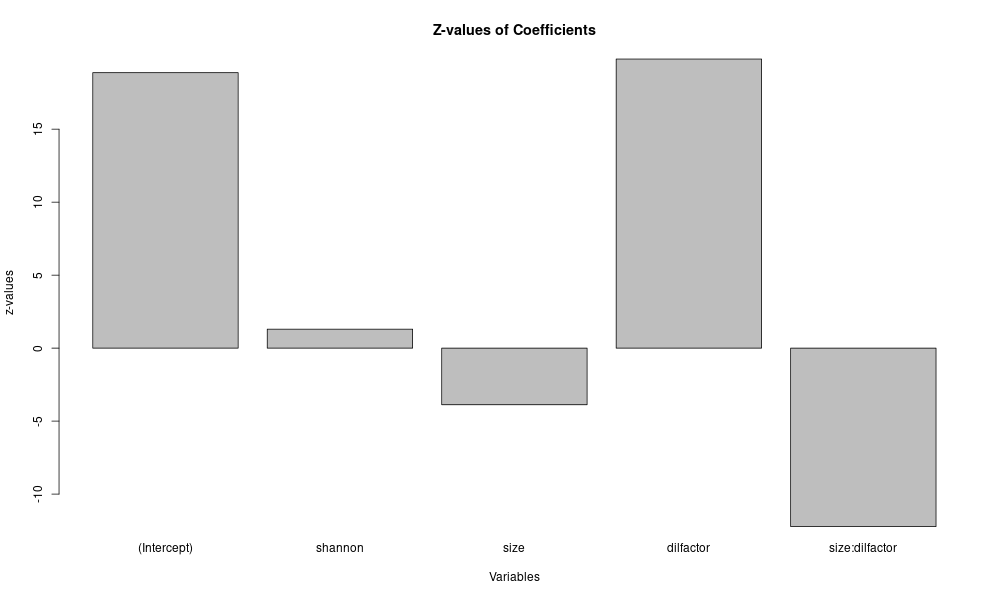 Z-values of Coefficients
z-values
15
10
5
0
-5
-10
(Intercept) shannon size dilfactor size:dilfactor
Variables